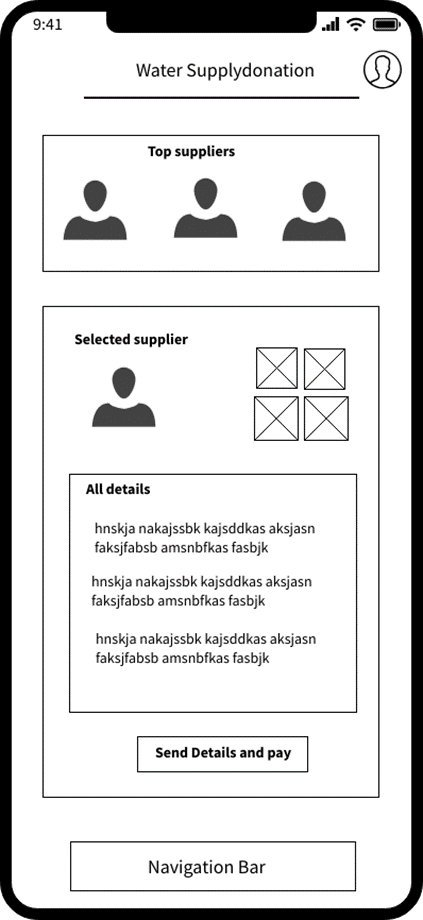 9:41
Water Supplydonation
Top suppliers
Selected supplier
All details
hnskja nakajssbk kajsddkas aksjasn
faksjfabsb amsnbfkas fasbjk
hnskja nakajssbk kajsddkas aksjasn
faksjfabsb amsnbfkas fasbjk
hnskja nakajssbk kajsddkas aksjasn
faksjfabsb amsnbfkas fasbjk
Send Details and pay
Navigation Bar